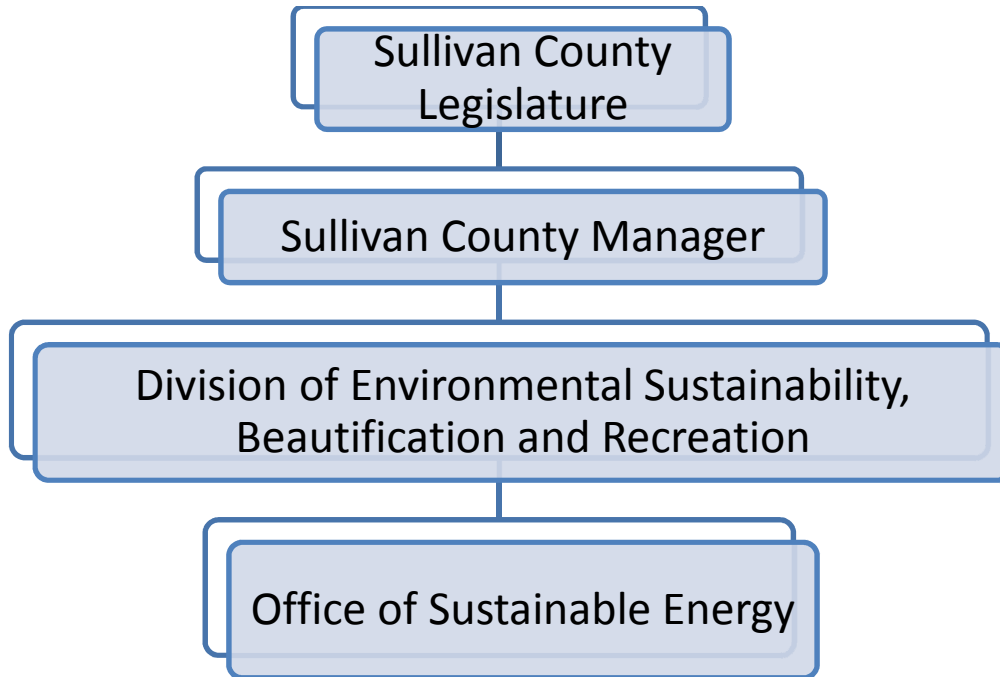 Sullivan County
Legislature
Sullivan County Manager
Division of Environmental Sustainability,
Beautification and Recreation
Office of Sustainable Energy